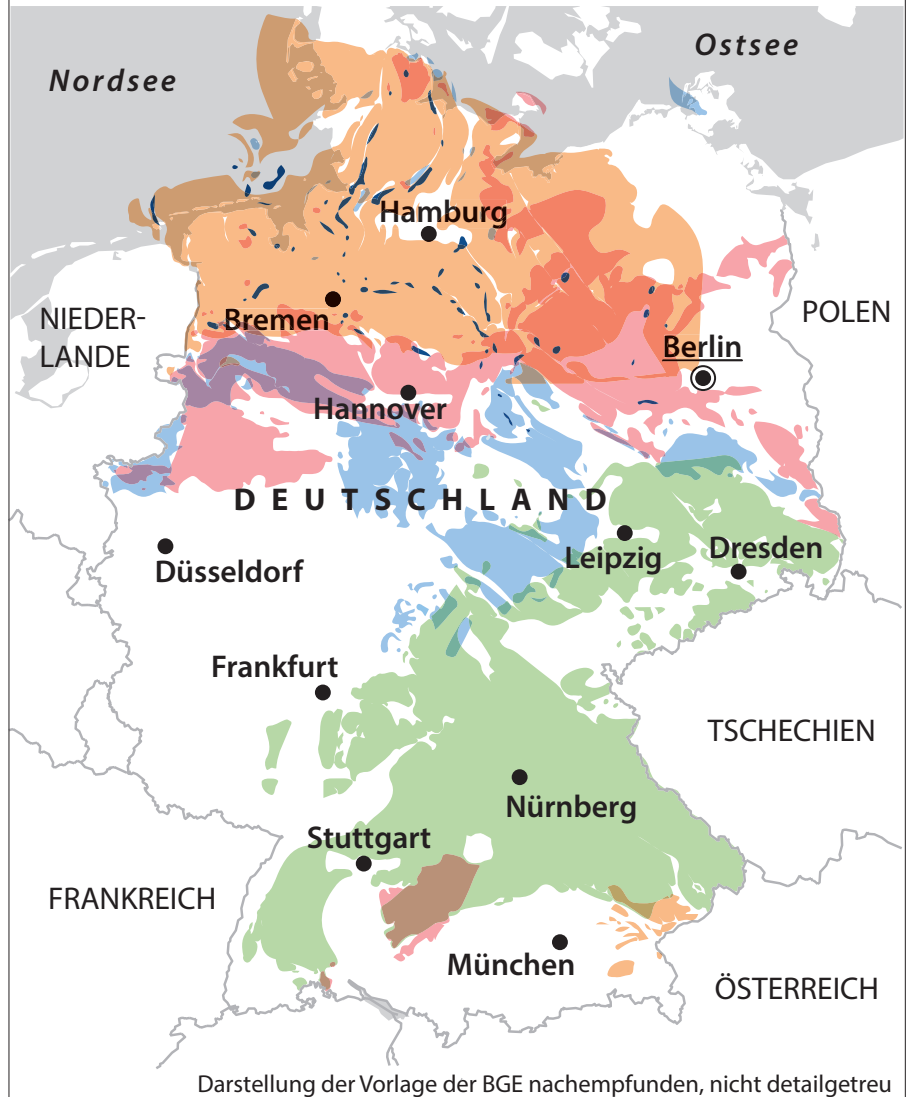 Ostsee
Nordsee
Hamburg
NIEDER-
LANDE
POLEN
Bremen
Berlin
Hannover
DEUTSCHLAND
Leipzig
Dresden
Düsseldorf
Frankfurt
TSCHECHIEN
Nürnberg
Stuttgart
FRANKREICH
München
ÖSTERREICH
Darstellung der Vorlage der BGE nachempfunden, nicht detailgetreu